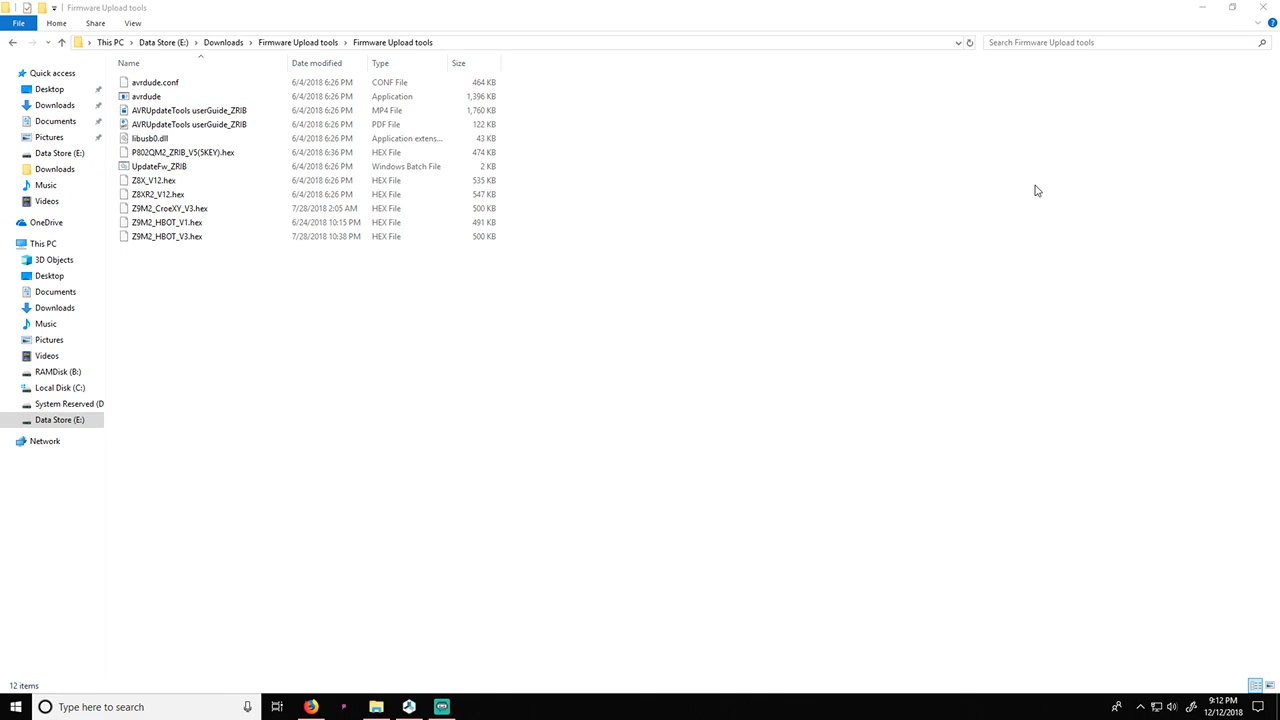 Firmware Upload tools
File Home Share View
This PC Data Store (E:) Downloads Firmware Upload tools Firmware Upload tools Search Firmware Upload tools
Name Date modified Type Size
avrdude.conf 6/4/2018 6:26 PM CONF File 464 KB
avrdude 6/4/2018 6:26 PM Application 1,396 KB
AVRUpdateTools userGuide_ZRIB 6/4/2018 6:26 PM MP4 File 1,760 KB
AVRUpdateTools userGuide_ZRIB 6/4/2018 6:26 PM PDF File 122 KB
libusb0.dll 6/4/2018 6:26 PM Application extens... 43 KB
P802QM2_ZRIB_V5(5KEY).hex 6/4/2018 6:36 PM HEX File 474 KB
UpdateFw_ZRIB 6/4/2018 6:26 PM Windows Batch File 2 KB
Z8X_V12.hex 6/4/2018 6:26 PM HEX File 535 KB
Z8XR2_V12.hex 6/4/2018 6:26 PM HEX File 547 KB
Z9M2_CroeXY_V3.hex 7/28/2018 2:05 AM HEX File 500 KB
Z9M2_HBOT_V1.hex 6/24/2018 10:15 PM HEX File 491 KB
Z9M2_HBOT_V3.hex 7/28/2018 10:38 PM HEX File 500 KB
Quick access
Desktop
Downloads
Documents
Pictures
Data Store (E:)
Downloads
Music
Videos
OneDrive
This PC
3D Objects
Desktop
Documents
Downloads
Music
Pictures
Videos
RAMDisk (B:)
Local Disk (C:)
System Reserved (D
Data Store (E:)
Network
12 items
Type here to search
9:12 PM
12/12/2018